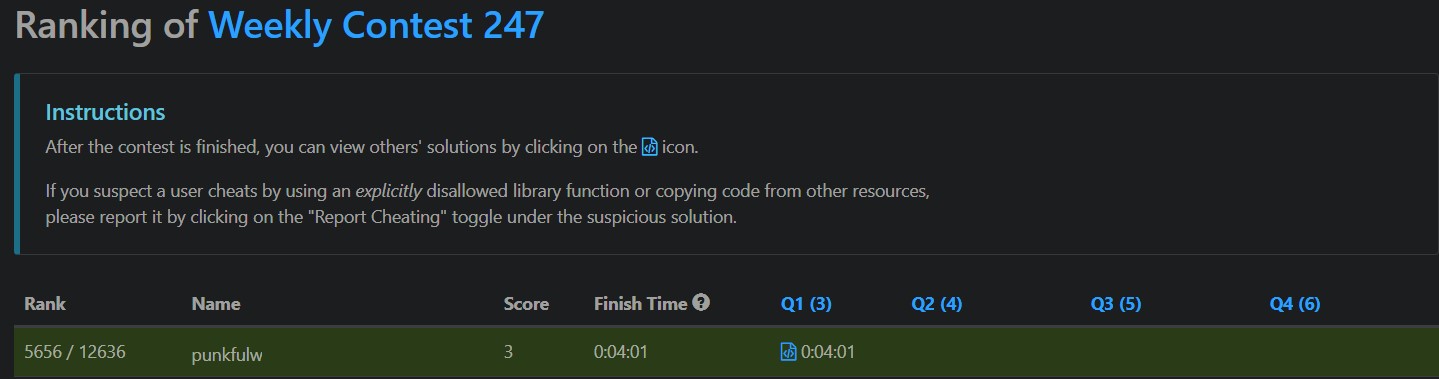 Ranking of Weekly Contest 247
Instructions
After the contest is finished, you can view others' solutions by clicking on the icon.
If you suspect a user cheats by using an explicitly disallowed library function or copying code from other resources,
please report it by clicking on the "Report Cheating" toggle under the suspicious solution.
Rank Name Score Finish Time Q1 (3) Q2 (4) Q3 (5) Q4 (6)
5656 / 12636 punkfulw 3 0:04:01 0:04:01